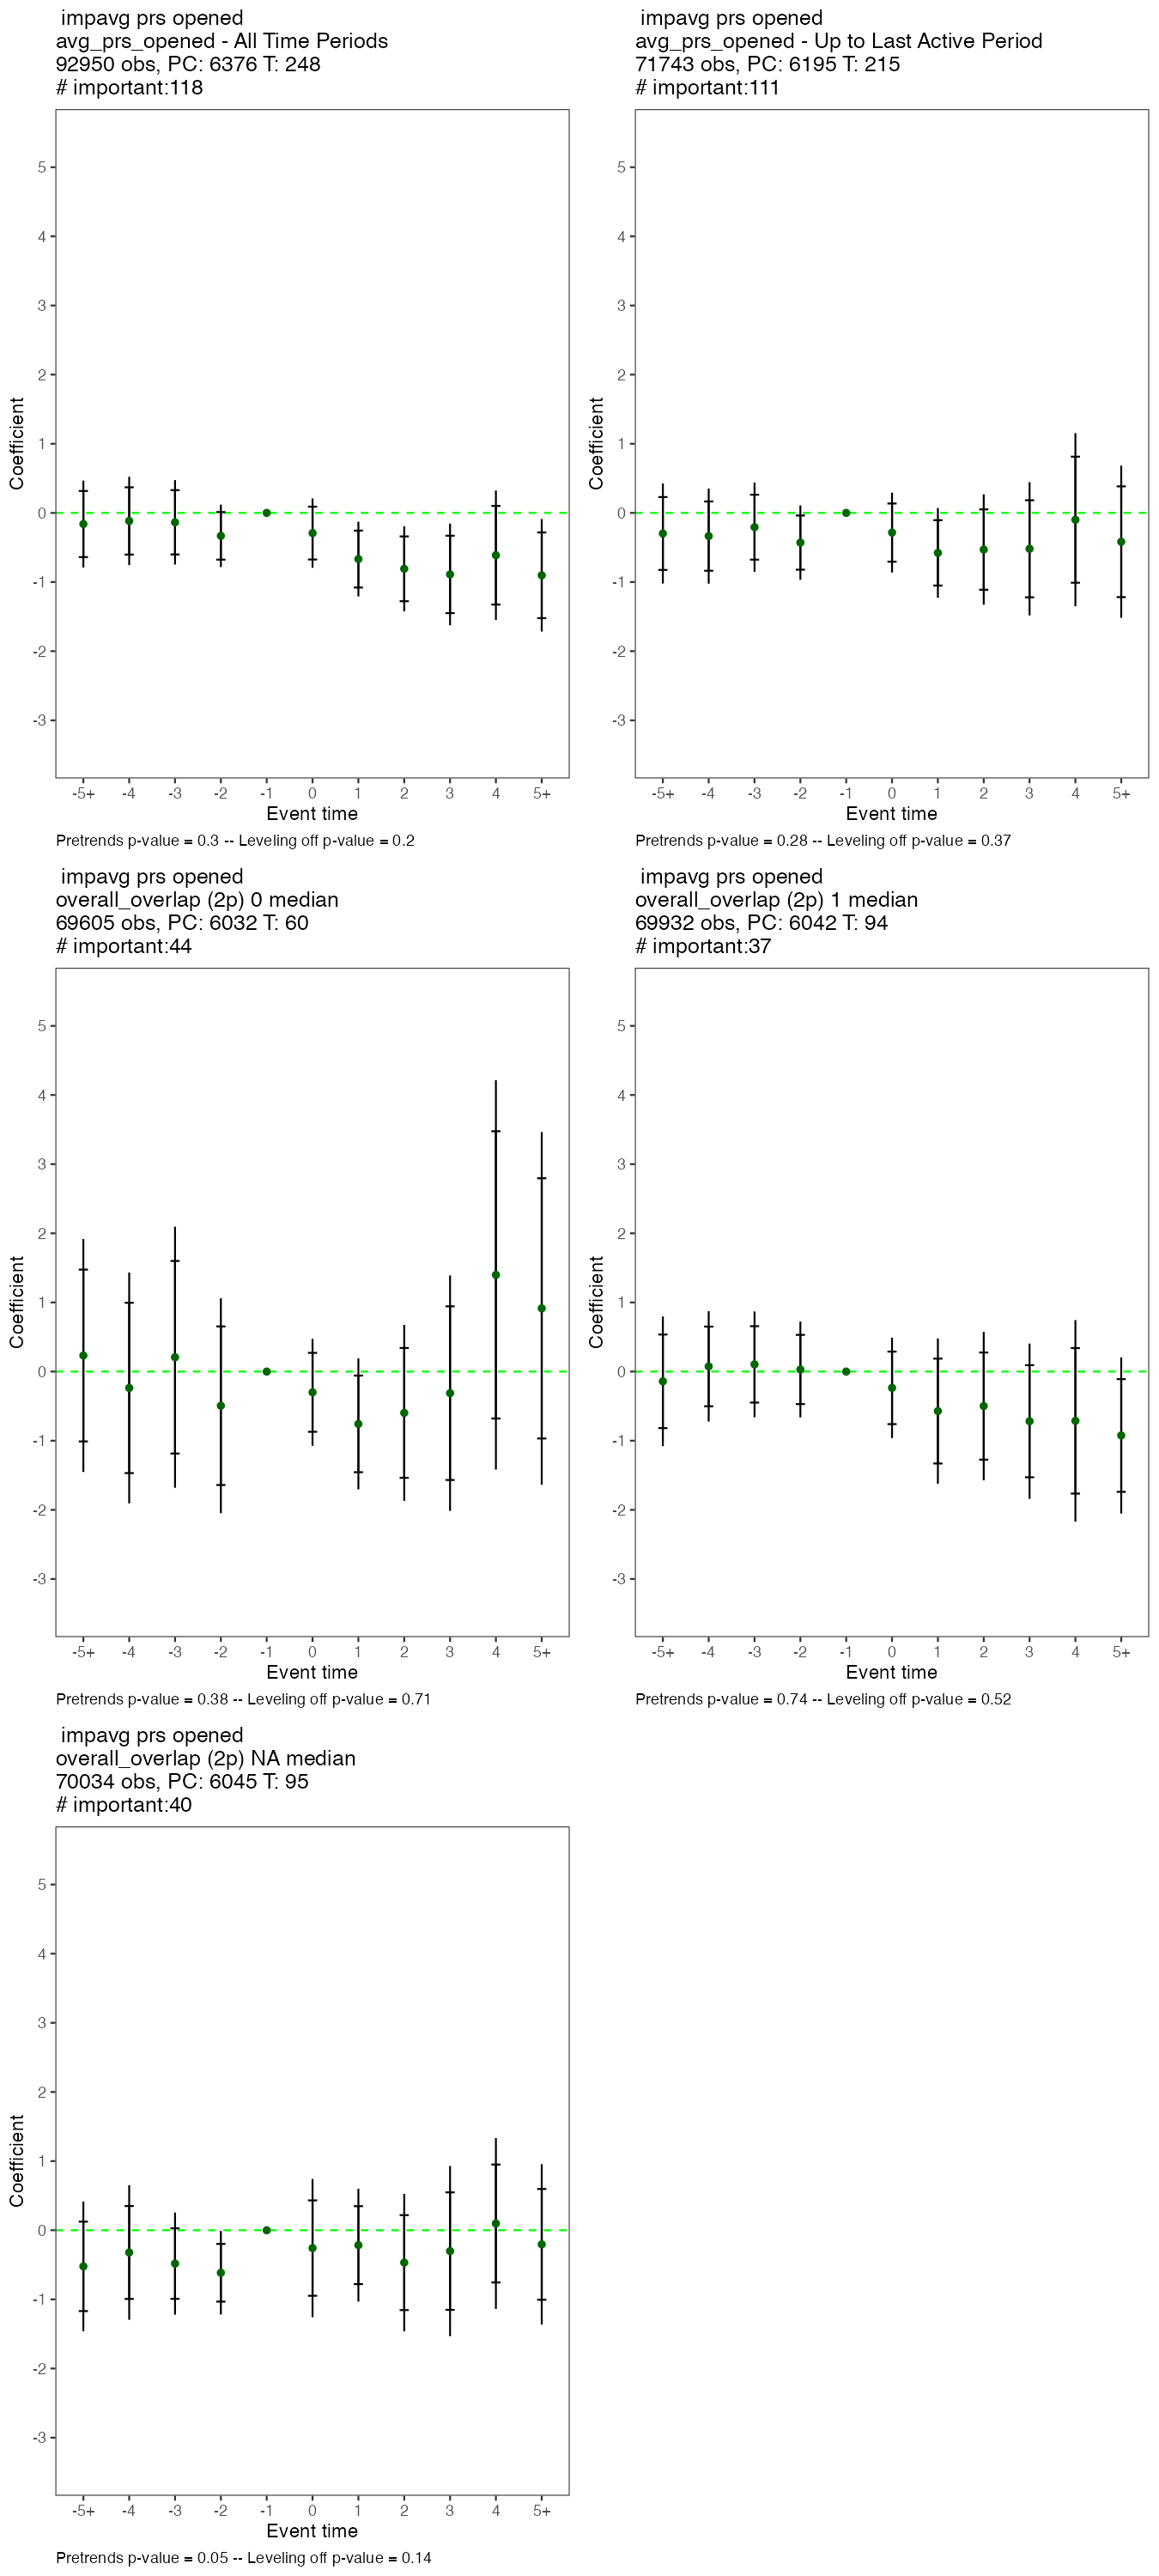 impavg prs opened
avg_prs_opened - All Time Periods
92950 obs, PC: 6376 T: 248
# important:118
Coefficient
5
4
3
2
1
0
-1
-2
-3
-5+ -4 -3 -2 -1 0 1 2 3 4 5+
Event time
Pretrends p-value = 0.3 -- Leveling off p-value = 0.2
impavg prs opened
avg_prs_opened - Up to Last Active Period
71743 obs, PC: 6195 T: 215
# important:111
Coefficient
5
4
3
2
1
0
-1
-2
-3
-5+ -4 -3 -2 -1 0 1 2 3 4 5+
Event time
Pretrends p-value = 0.28 -- Leveling off p-value = 0.37
impavg prs opened
overall_overlap (2p) 0 median
69605 obs, PC: 6032 T: 60
# important:44
Coefficient
5
4
3
2
1
0
-1
-2
-3
-5+ -4 -3 -2 -1 0 1 2 3 4 5+
Event time
Pretrends p-value = 0.38 -- Leveling off p-value = 0.71
impavg prs opened
overall_overlap (2p) 1 median
69932 obs, PC: 6042 T: 94
# important:37
Coefficient
5
4
3
2
1
0
-1
-2
-3
-5+ -4 -3 -2 -1 0 1 2 3 4 5+
Event time
Pretrends p-value = 0.74 -- Leveling off p-value = 0.52
impavg prs opened
overall_overlap (2p) NA median
70034 obs, PC: 6045 T: 95
# important:40
Coefficient
5
4
3
2
1
0
-1
-2
-3
-5+ -4 -3 -2 -1 0 1 2 3 4 5+
Event time
Pretrends p-value = 0.05 -- Leveling off p-value = 0.14